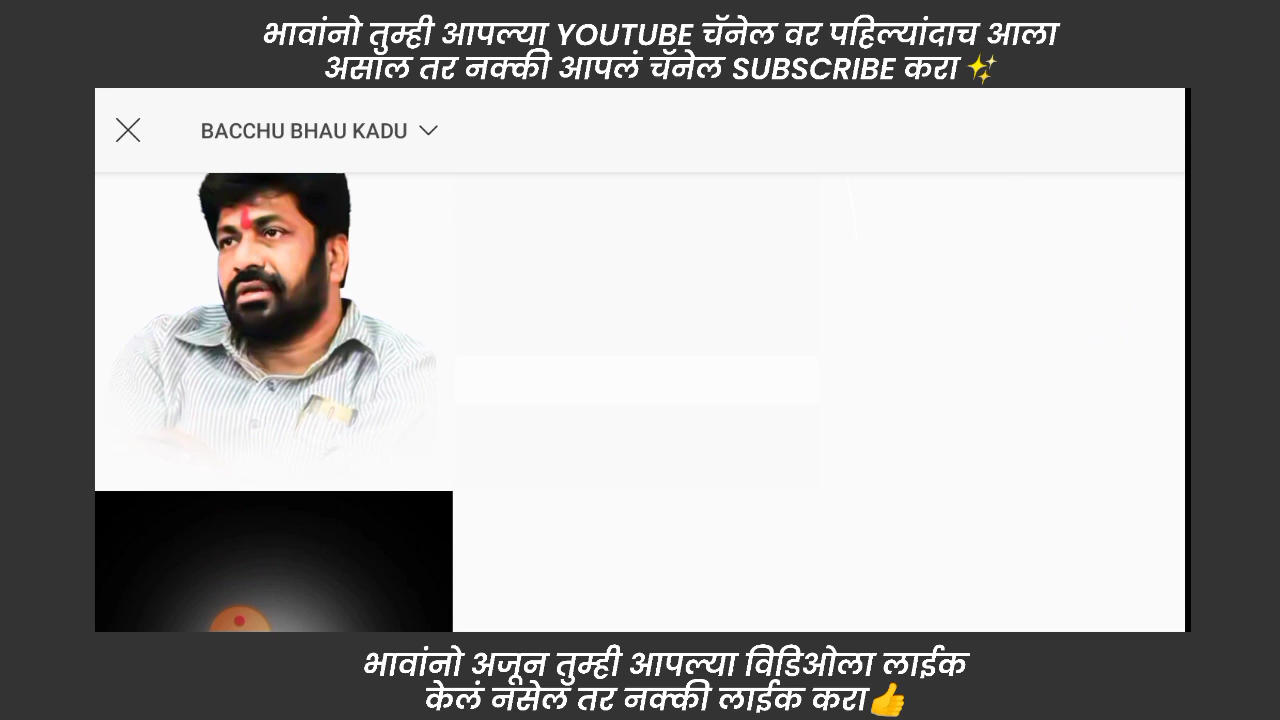 भावांनो तुम्ही आपल्या YOUTUBE चॅनेल वर पहिल्यांदाच आला
असाल तर नक्की आपलं चॅनेल SUBSCRIBE करा ✨
BACCHU BHAU KADU
भावांनो अजून तुम्ही आपल्या विडिओला लाईक
केलं नसेल तर नक्की लाईक करा👍